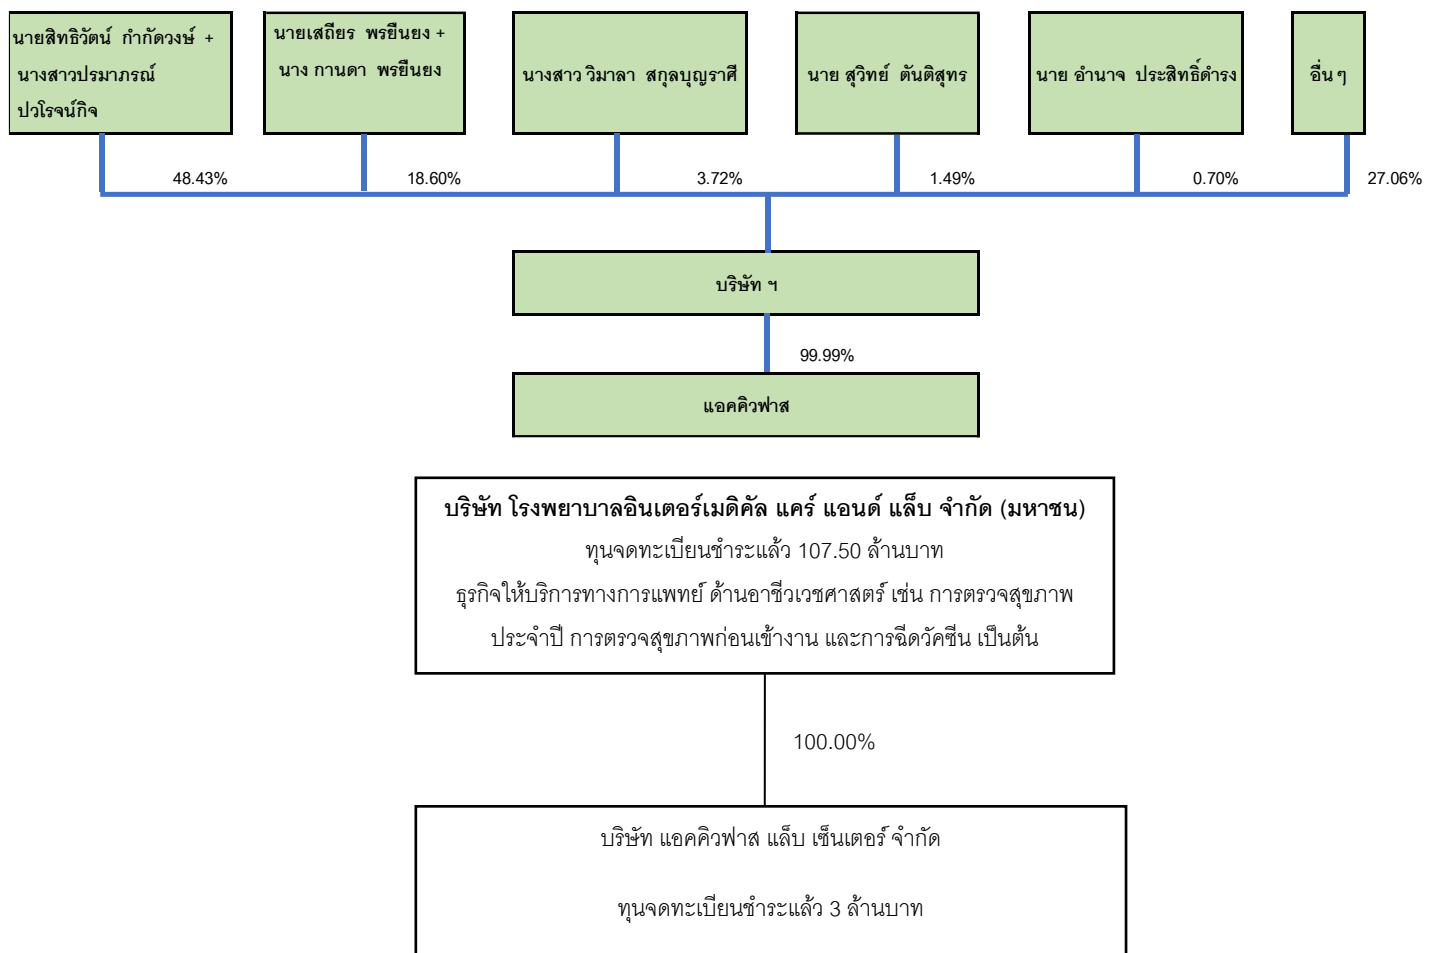 นายสิทธิวัตน์ กำกัดวงษ์ +
นางสาวปรมาภรณ์
ปวโรจน์กิจ
นายเสถียร พรยืนยง +
นาง กานดา พรยืนยง
นางสาว วิมาลา สกุลบุญราศี
นาย สุวิทย์ ตันติสุทร
นาย อำนาจ ประสิทธิ์ดำรง
อื่น ๆ
48.43%
18.60%
3.72%
1.49%
0.70%
27.06%
บริษัท ฯ
99.99%
แอคคิวฟาส
บริษัท โรงพยาบาลอินเตอร์เมดิคัล แคร์ แอนด์ แล็บ จำกัด (มหาชน)
ทุนจดทะเบียนชำระแล้ว 107.50 ล้านบาท
ธุรกิจให้บริการทางการแพทย์ ด้านอาชีวเวชศาสตร์ เช่น การตรวจสุขภาพ
ประจำปี การตรวจสุขภาพก่อนเข้างาน และการฉีดวัคซีน เป็นต้น
100.00%
บริษัท แอคคิวฟาส แล็บ เซ็นเตอร์ จำกัด
ทุนจดทะเบียนชำระแล้ว 3 ล้านบาท